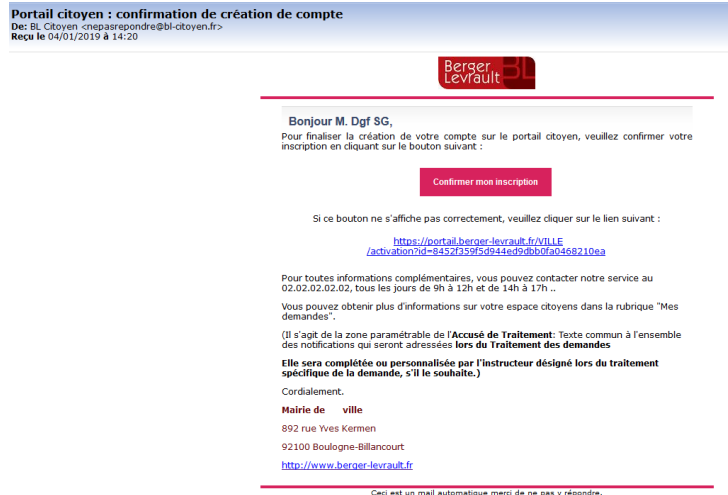 Portail citoyen : confirmation de création de compte
De: BL Citoyen <nepasrepondre@bl-citoyen.fr>
Reçu le 04/01/2019 à 14:20
Berger
Levrault
BL
Bonjour M. Dgf SG,
Pour finaliser la création de votre compte sur le portail citoyen, veuillez confirmer votre
inscription en cliquant sur le bouton suivant :
Confirmer mon inscription
Si ce bouton ne s'affiche pas correctement, veuillez cliquer sur le lien suivant :
https://portail.berger-levrault.fr/VILLE
/activation?id=8452f359f5d944ed9dbb0fa0468210ea
Pour toutes informations complémentaires, vous pouvez contacter notre service au
02.02.02.02.02, tous les jours de 9h à 12h et de 14h à 17h ..
Vous pouvez obtenir plus d'informations sur votre espace citoyens dans la rubrique "Mes
demandes".
(Il s'agit de la zone paramétrable de l'Accusé de Traitement: Texte commun à l'ensemble
des notifications qui seront adressées lors du Traitement des demandes
Elle sera complétée ou personnalisée par l'instructeur désigné lors du traitement
spécifique de la demande, s'il le souhaite.)
Cordialement.
Mairie de ville
892 rue Yves Kermen
92100 Boulogne-Billancourt
http://www.berger-levrault.fr
Ceci est un mail automatique merci de ne pas y répondre.